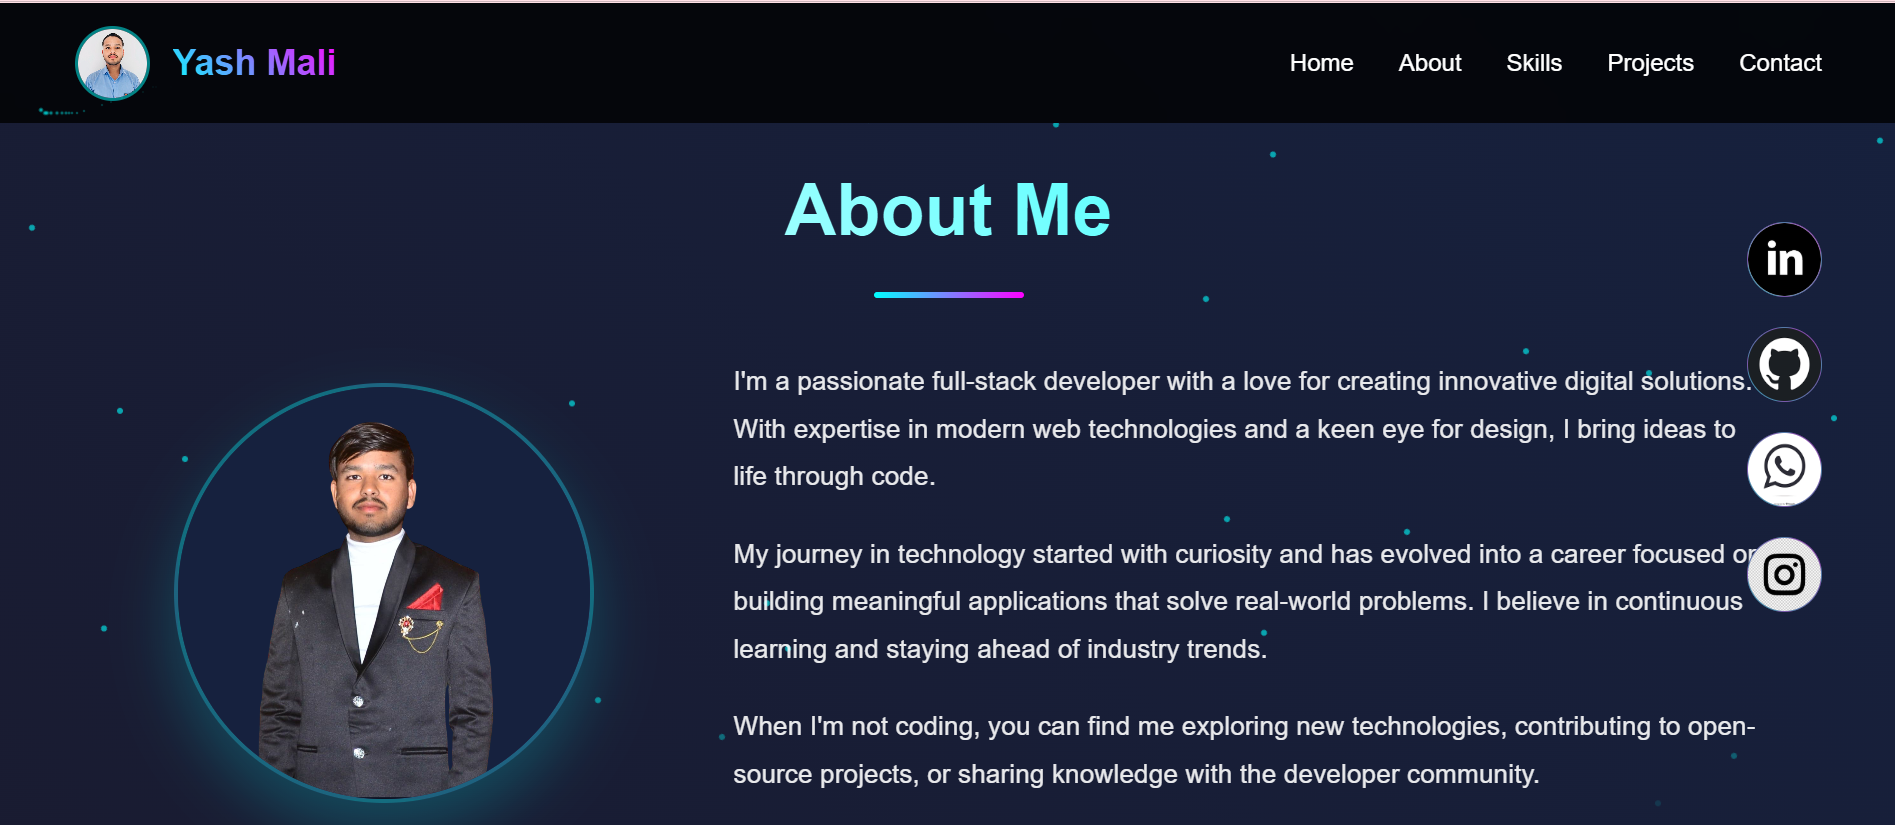 Yash Mali
Home
About
Skills
Projects
Contact
About Me
in
I'm a passionate full-stack developer with a love for creating innovative digital solutions.
With expertise in modern web technologies and a keen eye for design, I bring ideas to
life through code.
My journey in technology started with curiosity and has evolved into a career focused on
building meaningful applications that solve real-world problems. I believe in continuous
learning and staying ahead of industry trends.
When I'm not coding, you can find me exploring new technologies, contributing to open-
source projects, or sharing knowledge with the developer community.